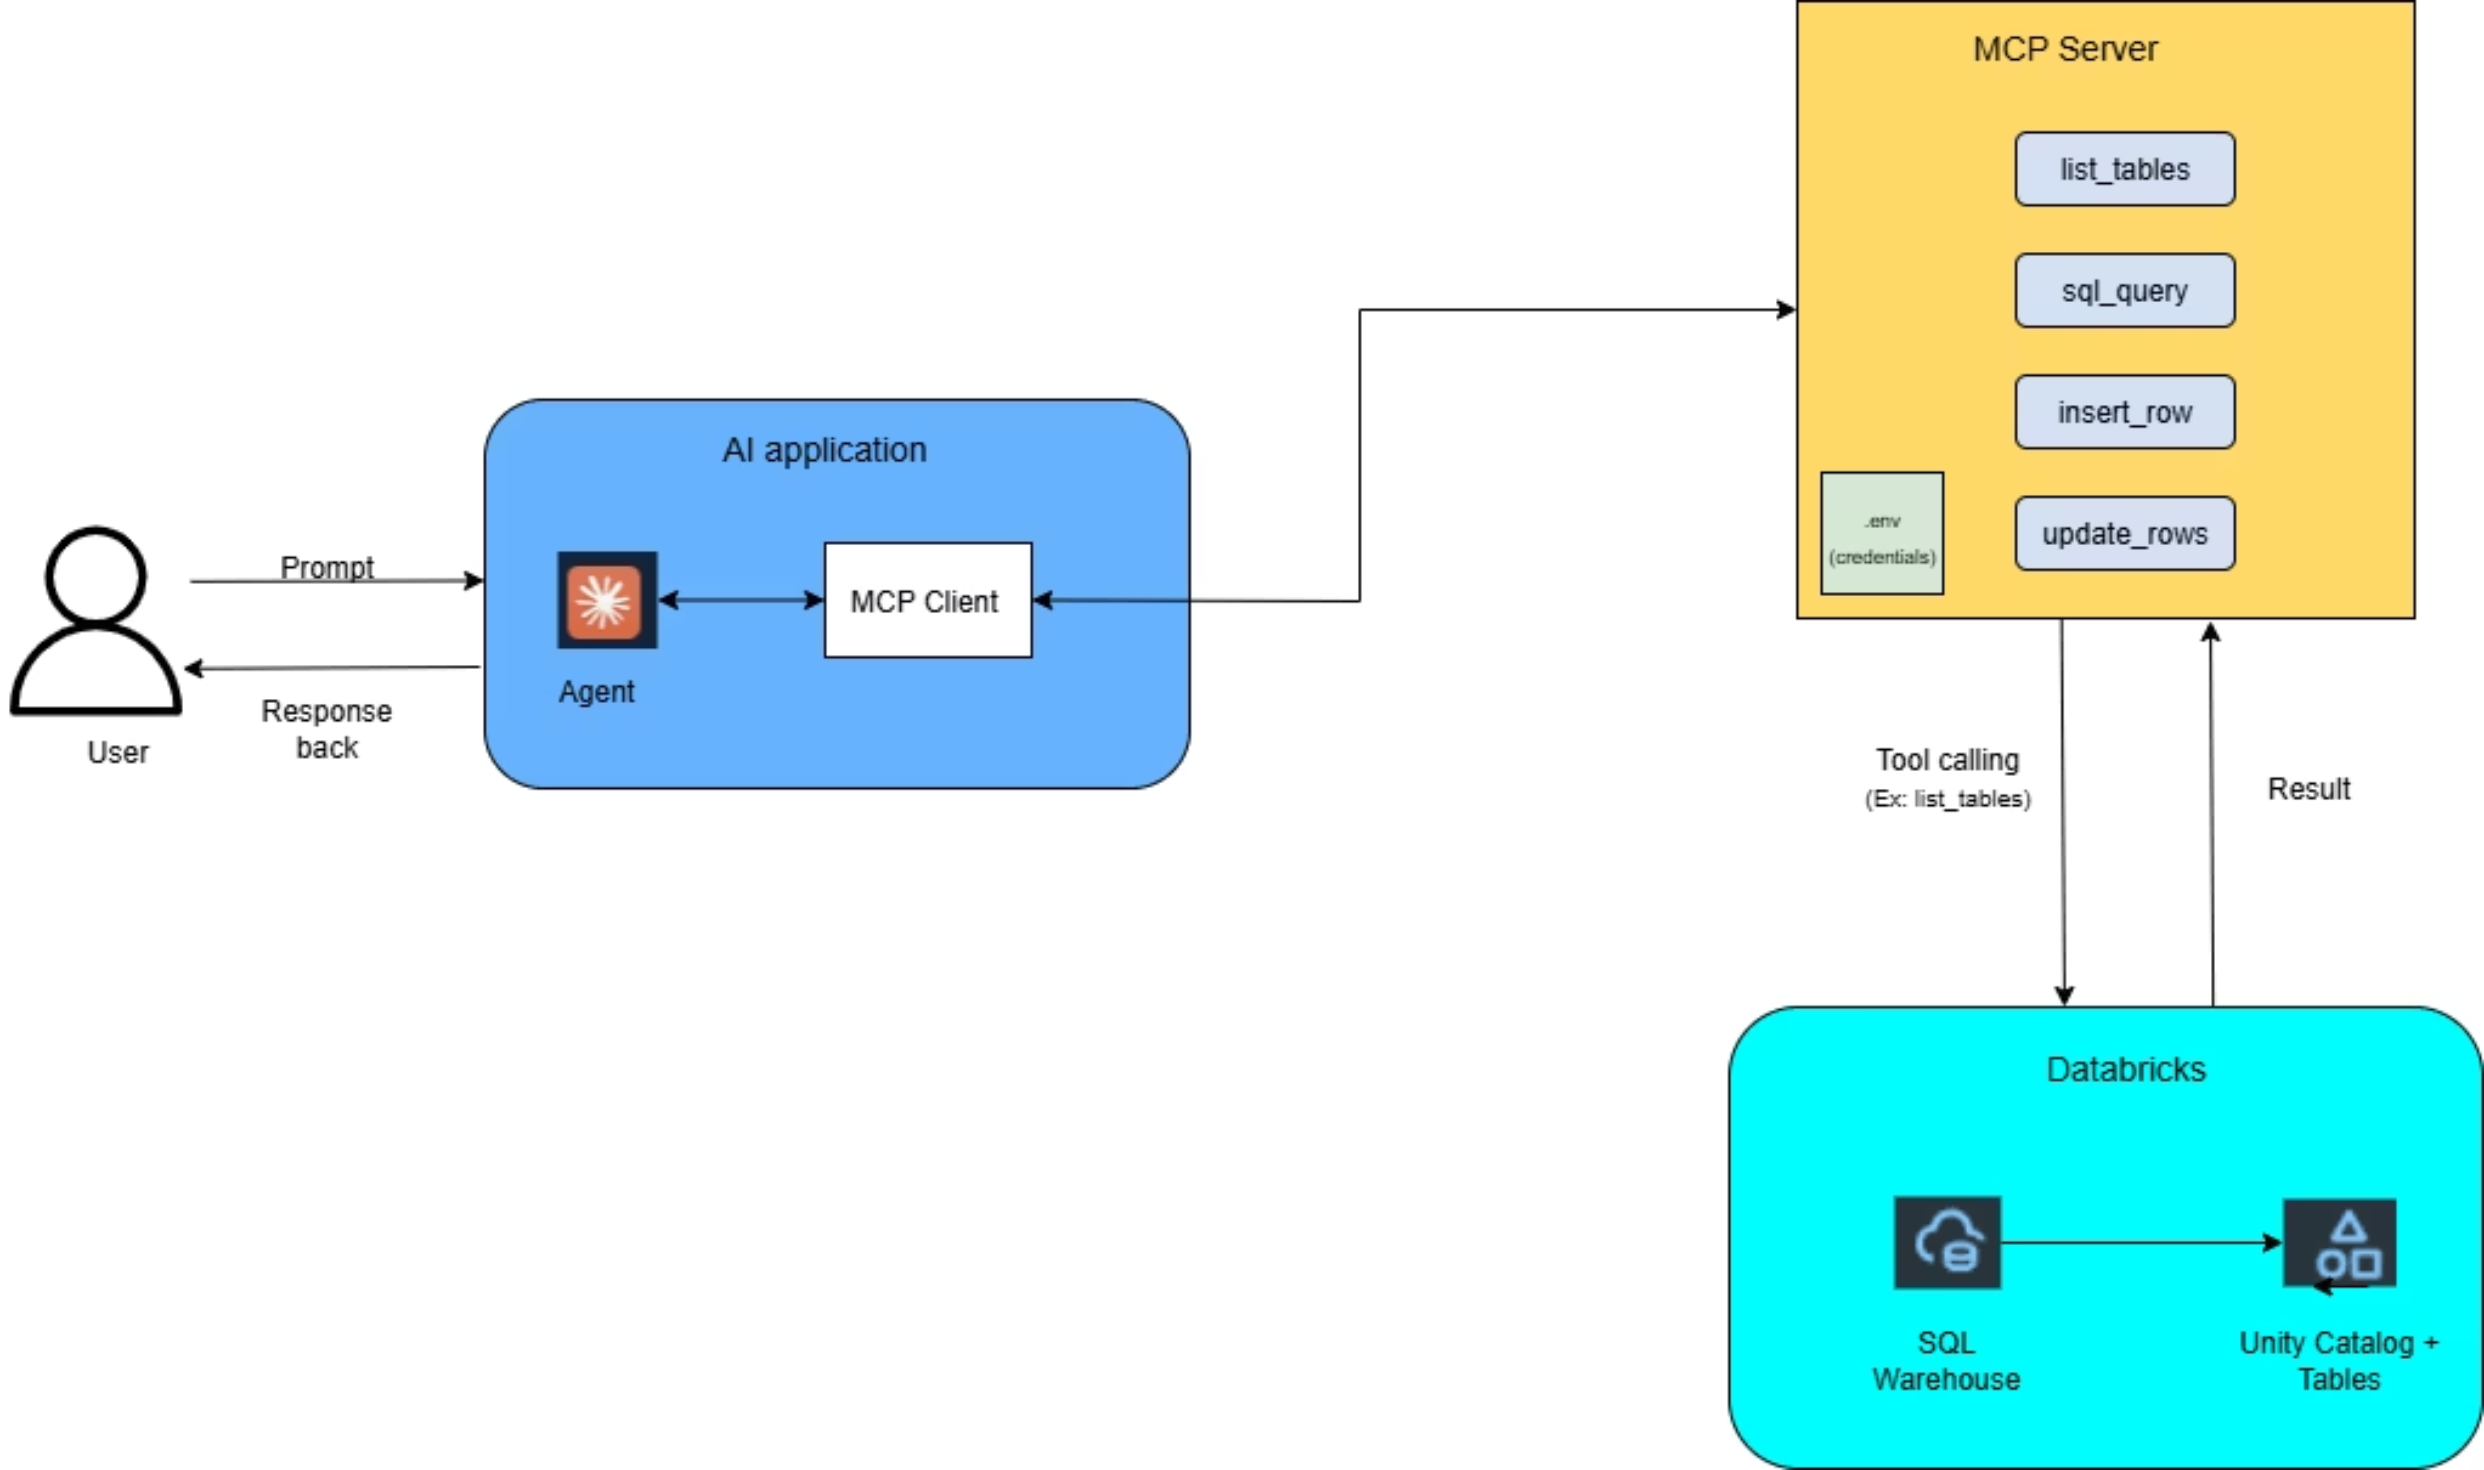 MCP Server
list_tables
sql_query
insert_row
update_rows
.env
(credentials)
AI application
MCP Client
Agent
Prompt
Response
back
User
Tool calling
(Ex: list_tables)
Result
Databricks
SQL
Warehouse
Unity Catalog +
Tables